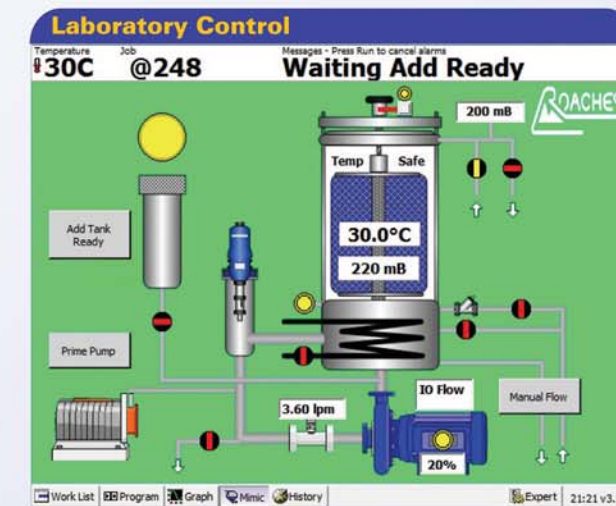 Laboratory Control
Temperature Job Messages - Press Run to cancel alarms
30C @248 Waiting Add Ready
200 mB
ROACHES
Temp Safe
Add Tank
Ready
30.0°C
220 mB
Prime Pump
IO Flow
Manual Flow
3.60 lpm
20%
Work List Program Graph Mimic History Expert 21:21 v3.